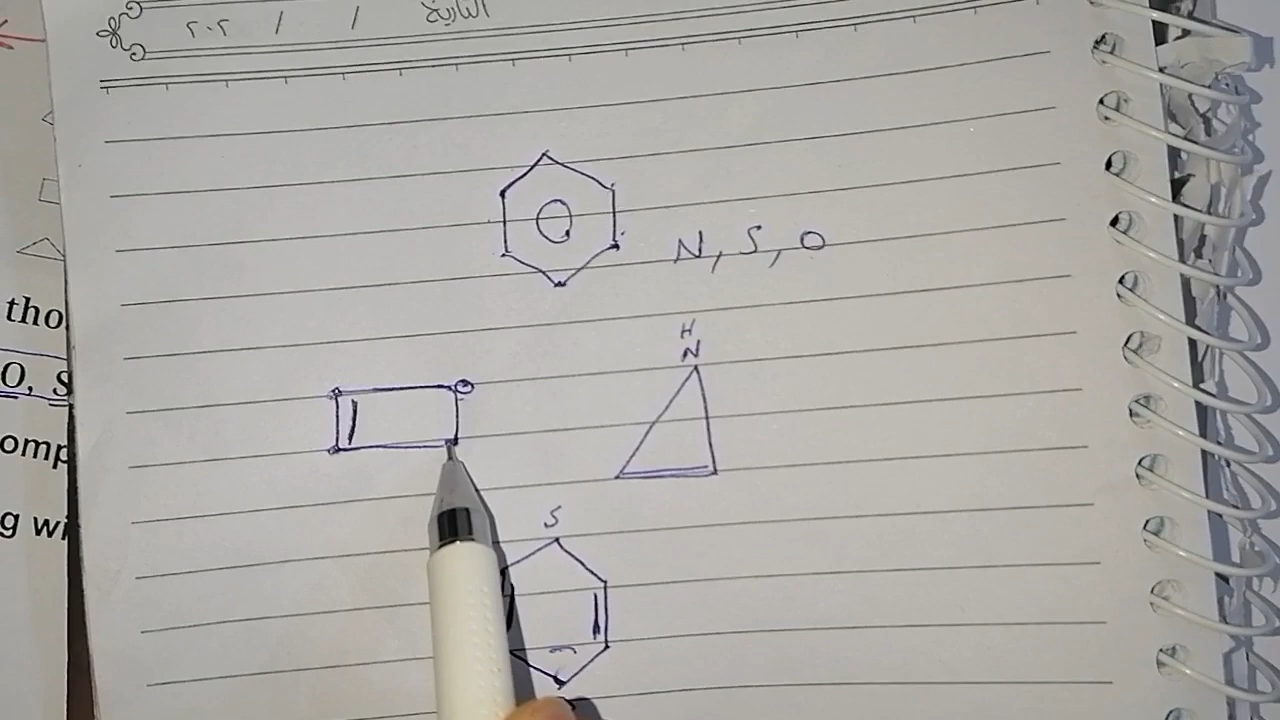 ٢٠٢ / / التاريخ
N, S, O
tho
O, S
omp
g wi
H
N
S